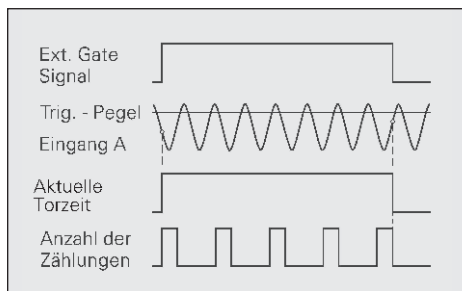 Ext. Gate
Signal
Trig. - Pegel
Eingang A
Aktuelle
Torzeit
Anzahl der
Zählungen